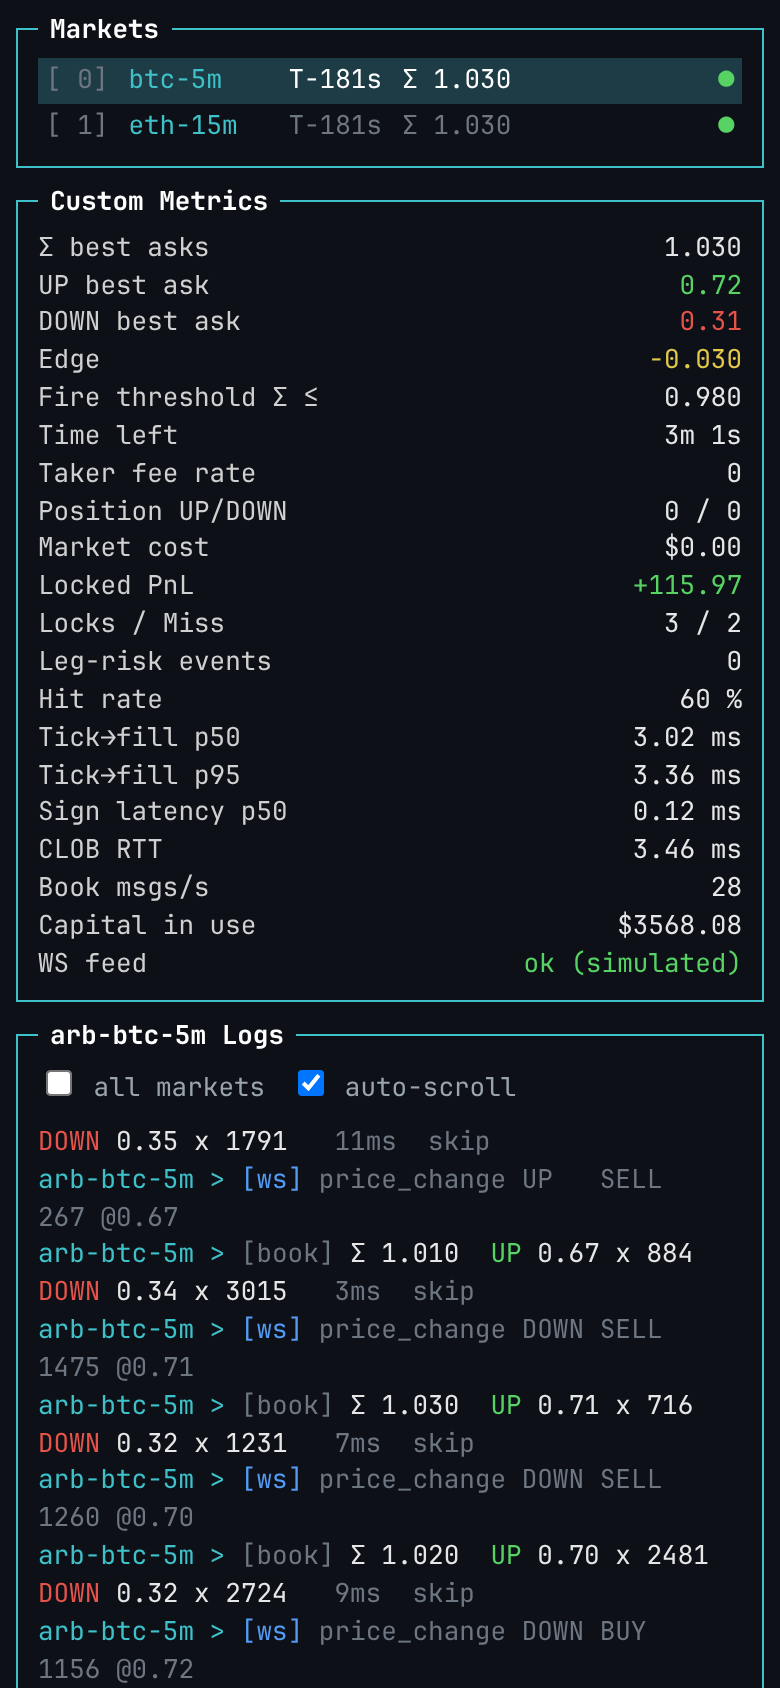 Markets
[ 0] btc-5m T-181s Σ 1.030
[ 1] eth-15m T-181s Σ 1.030
Custom Metrics
Σ best asks 1.030
UP best ask 0.72
DOWN best ask 0.31
Edge -0.030
Fire threshold Σ ≤ 0.980
Time left 3m 1s
Taker fee rate 0
Position UP/DOWN 0 / 0
Market cost $0.00
Locked PnL +115.97
Locks / Miss 3 / 2
Leg-risk events 0
Hit rate 60 %
Tick→fill p50 3.02 ms
Tick→fill p95 3.36 ms
Sign latency p50 0.12 ms
CLOB RTT 3.46 ms
Book msgs/s 28
Capital in use $3568.08
WS feed ok (simulated)
arb-btc-5m Logs
all markets auto-scroll
DOWN 0.35 x 1791 11ms skip
arb-btc-5m > [ws] price_change UP SELL
267 @0.67
arb-btc-5m > [book] Σ 1.010 UP 0.67 x 884
DOWN 0.34 x 3015 3ms skip
arb-btc-5m > [ws] price_change DOWN SELL
1475 @0.71
arb-btc-5m > [book] Σ 1.030 UP 0.71 x 716
DOWN 0.32 x 1231 7ms skip
arb-btc-5m > [ws] price_change DOWN SELL
1260 @0.70
arb-btc-5m > [book] Σ 1.020 UP 0.70 x 2481
DOWN 0.32 x 2724 9ms skip
arb-btc-5m > [ws] price_change DOWN BUY
1156 @0.72